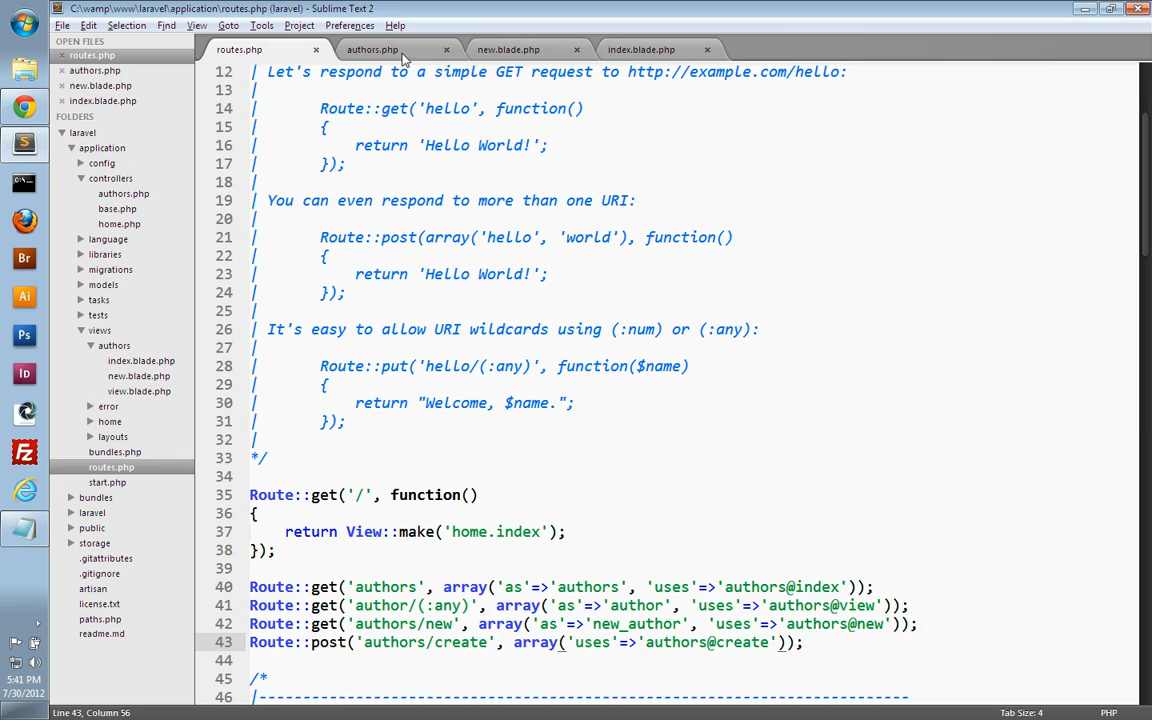 C:\wamp\www\laravel\application\routes.php (laravel) - Sublime Text 2
File Edit Selection Find View Goto Tools Project Preferences Help
OPEN FILES
routes.php
authors.php
new.blade.php
index.blade.php
FOLDERS
laravel
application
config
controllers
authors.php
base.php
home.php
language
libraries
migrations
models
tasks
tests
views
authors
index.blade.php
new.blade.php
view.blade.php
error
home
layouts
bundles.php
routes.php
start.php
bundles
laravel
public
storage
.gitattributes
.gitignore
artisan
license.txt
paths.php
readme.md
routes.php authors.php new.blade.php index.blade.php
12 | Let's respond to a simple GET request to http://example.com/hello:
13 |
14 | Route::get('hello', function()
15 | {
16 | return 'Hello World!';
17 | });
18 |
19 | You can even respond to more than one URI:
20 |
21 | Route::post(array('hello', 'world'), function()
22 | {
23 | return 'Hello World!';
24 | });
25 |
26 | It's easy to allow URI wildcards using (:num) or (:any):
27 |
28 | Route::put('hello/(:any)', function($name)
29 | {
30 | return "Welcome, $name.";
31 | });
32 |
33 */
34
35 Route::get('/', function()
36 {
37 return View::make('home.index');
38 });
39
40 Route::get('authors', array('as'=>'authors', 'uses'=>'authors@index'));
41 Route::get('author/(:any)', array('as'=>'author', 'uses'=>'authors@view'));
42 Route::get('authors/new', array('as'=>'new_author', 'uses'=>'authors@new'));
43 Route::post('authors/create', array('uses'=>'authors@create'));
44
45 /*
46 |--------------------------------------------------------------------------
Br
Ai
Ps
Id
Fz
5:41 PM
Monday
7/30/2012
Line 43, Column 56
Tab Size: 4
PHP